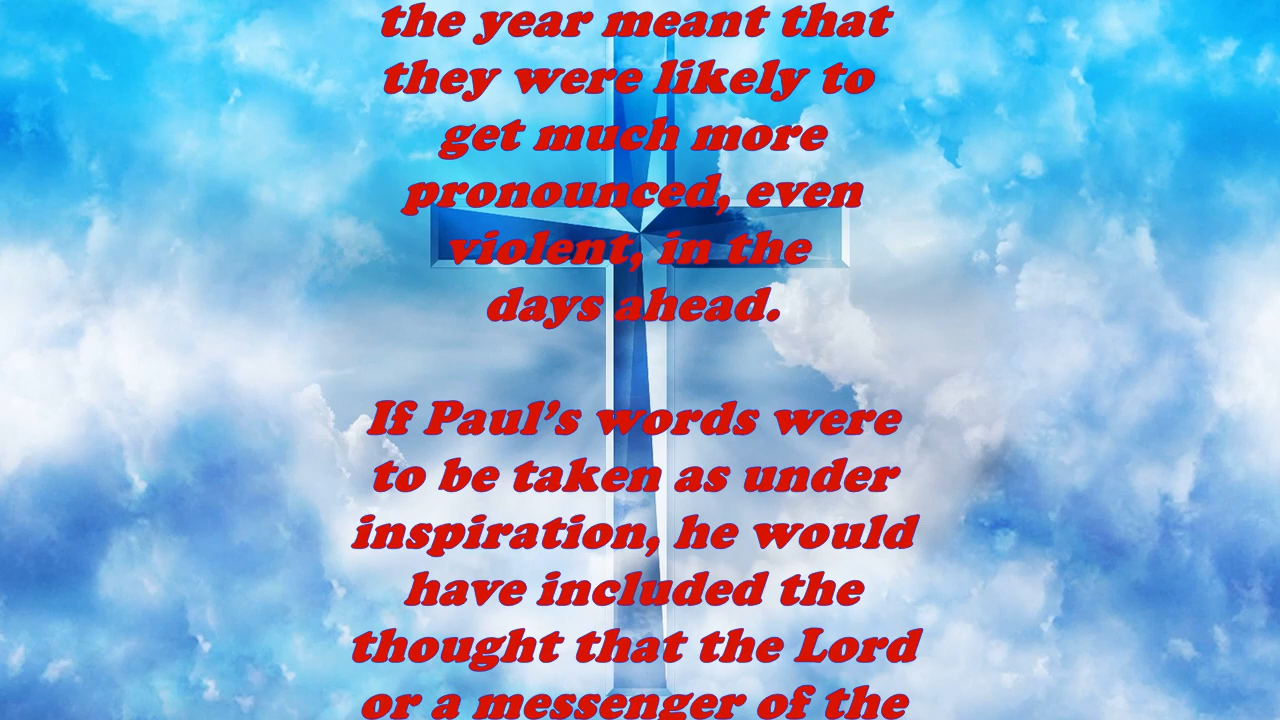 the year meant that
they were likely to
get much more
pronounced, even
violent, in the
days ahead.
If Paul’s words were
to be taken as under
inspiration, he would
have included the
thought that the Lord
or a messenger of the